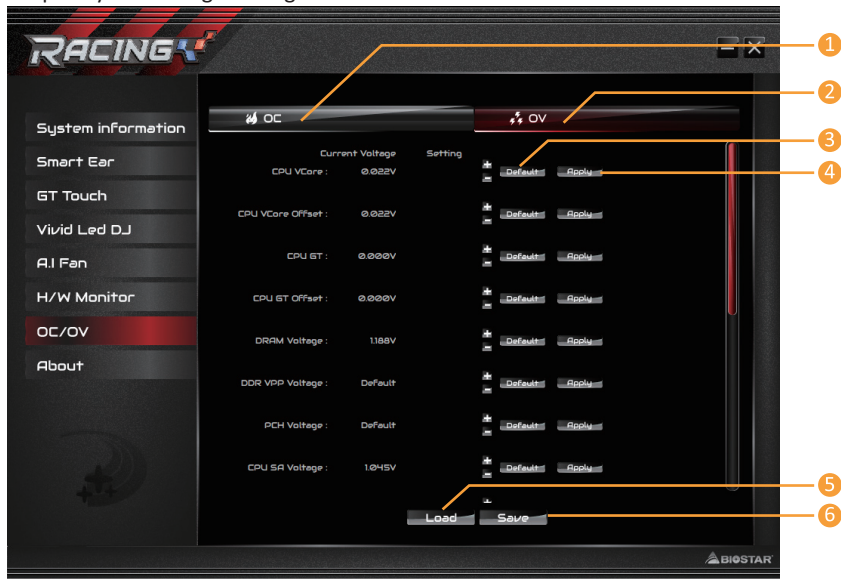 RACING
1
OC
OV
2
System information
Current Voltage Setting
3
CPU VCore : 0.022V + - Default Apply
4
Smart Ear
GT Touch
CPU VCore Offset : 0.022V + - Default Apply
Vivid Led DJ
CPU GT : 0.000V + - Default Apply
A.I Fan
H/W Monitor
CPU GT Offset : 0.000V + - Default Apply
OC/OV
DRAM Voltage : 1.188V + - Default Apply
About
DDR VPP Voltage : Default + - Default Apply
PCH Voltage : Default + - Default Apply
CPU SA Voltage : 1.045V + - Default Apply
5
Load Save
6
BIOSTAR